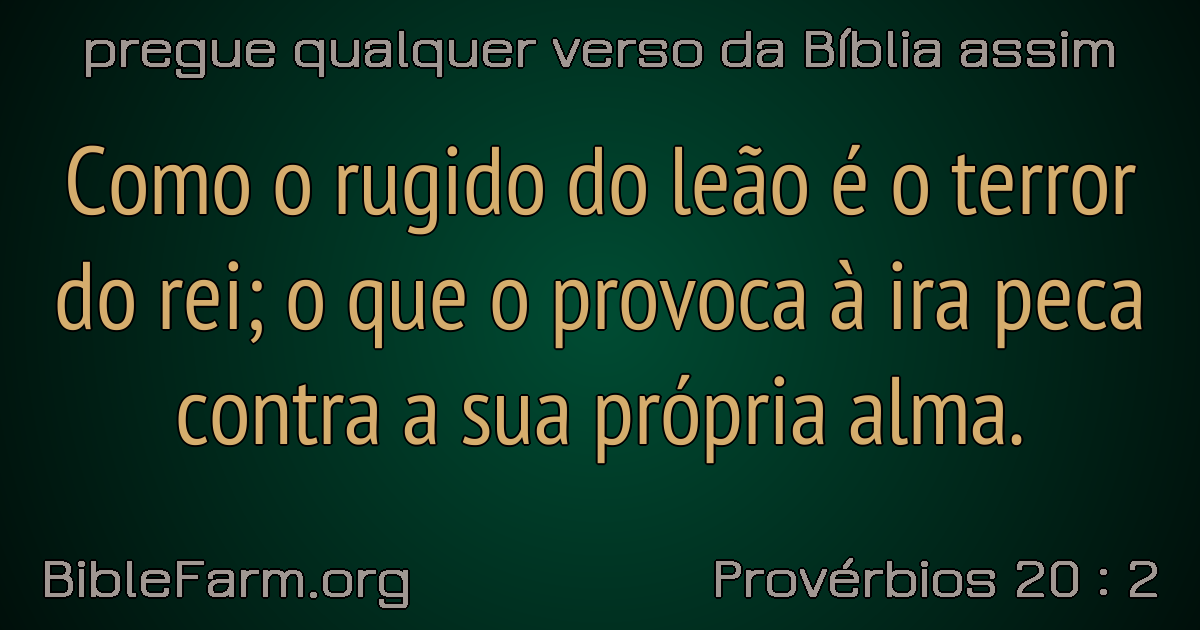 pregue qualquer verso da Bíblia assim
Como o rugido do leão é o terror
do rei; o que o provoca à ira peca
contra a sua própria alma.
BibleFarm.org
Provérbios 20 : 2